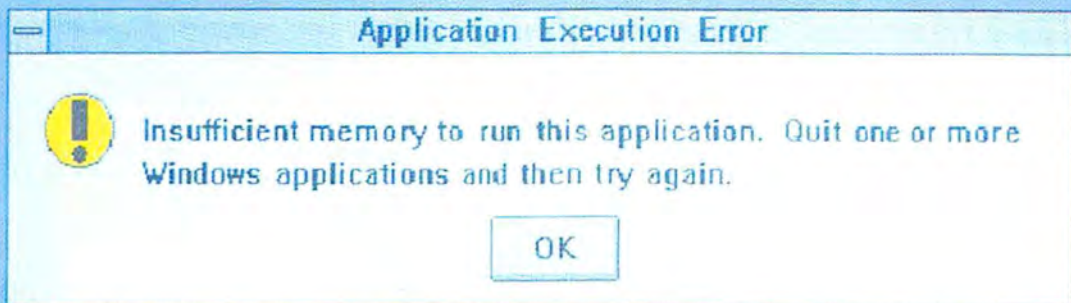 Application Execution Error
Insufficient memory to run this application. Quit one or more
Windows applications and then try again.
OK